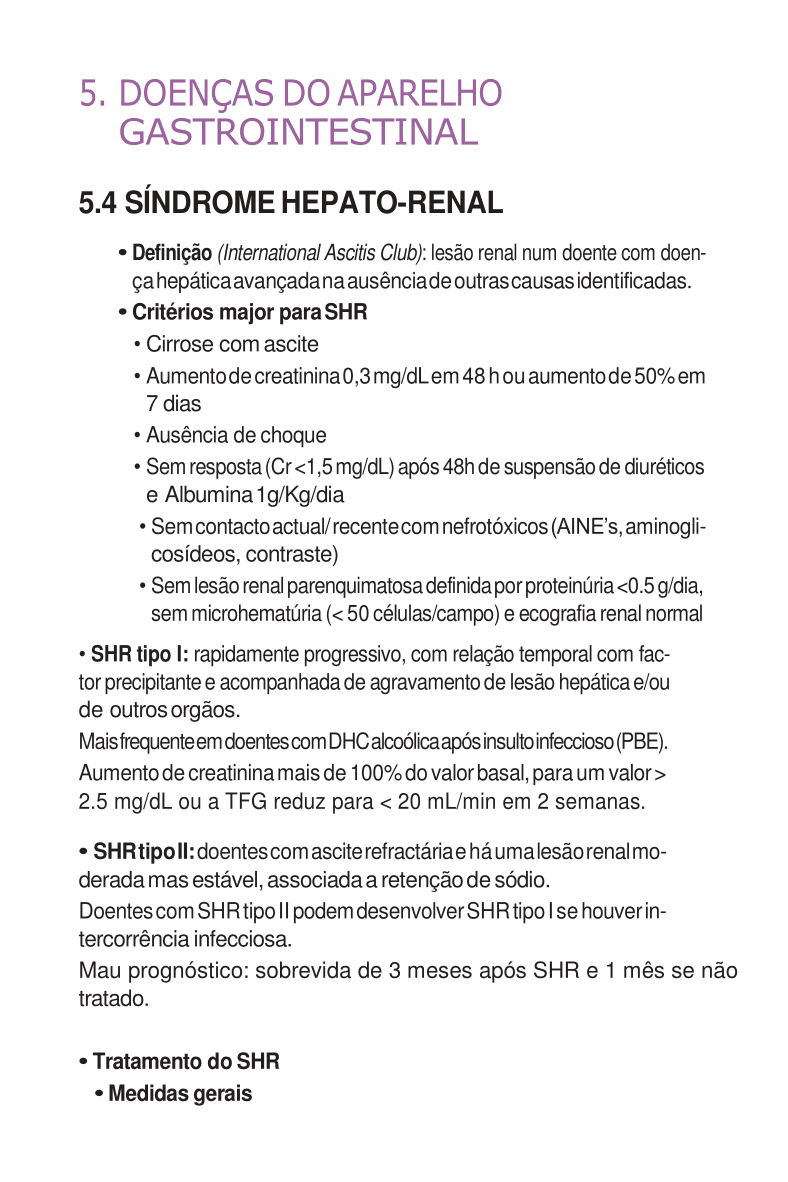 5. DOENÇAS DO APARELHO
GASTROINTESTINAL
5.4 SÍNDROME HEPATO-RENAL
• Definição (International Ascitis Club): lesão renal num doente com doen-
ça hepática avançada na ausência de outras causas identificadas.
• Critérios major para SHR
• Cirrose com ascite
• Aumento de creatinina 0,3 mg/dL em 48 h ou aumento de 50% em
7 dias
• Ausência de choque
• Sem resposta (Cr <1,5 mg/dL) após 48h de suspensão de diuréticos
e Albumina 1g/Kg/dia
• Sem contacto actual/ recente com nefrotóxicos (AINE’s, aminogli-
cosídeos, contraste)
• Sem lesão renal parenquimatosa definida por proteinúria <0.5 g/dia,
sem microhematúria (< 50 células/campo) e ecografia renal normal
• SHR tipo I: rapidamente progressivo, com relação temporal com fac-
tor precipitante e acompanhada de agravamento de lesão hepática e/ou
de outros orgãos.
Mais frequente em doentes com DHC alcoólica após insulto infeccioso (PBE).
Aumento de creatinina mais de 100% do valor basal, para um valor >
2.5 mg/dL ou a TFG reduz para < 20 mL/min em 2 semanas.
• SHR tipo II: doentes com ascite refractária e há uma lesão renal mo-
derada mas estável, associada a retenção de sódio.
Doentes com SHR tipo II podem desenvolver SHR tipo I se houver in-
tercorrência infecciosa.
Mau prognóstico: sobrevida de 3 meses após SHR e 1 mês se não
tratado.
• Tratamento do SHR
• Medidas gerais